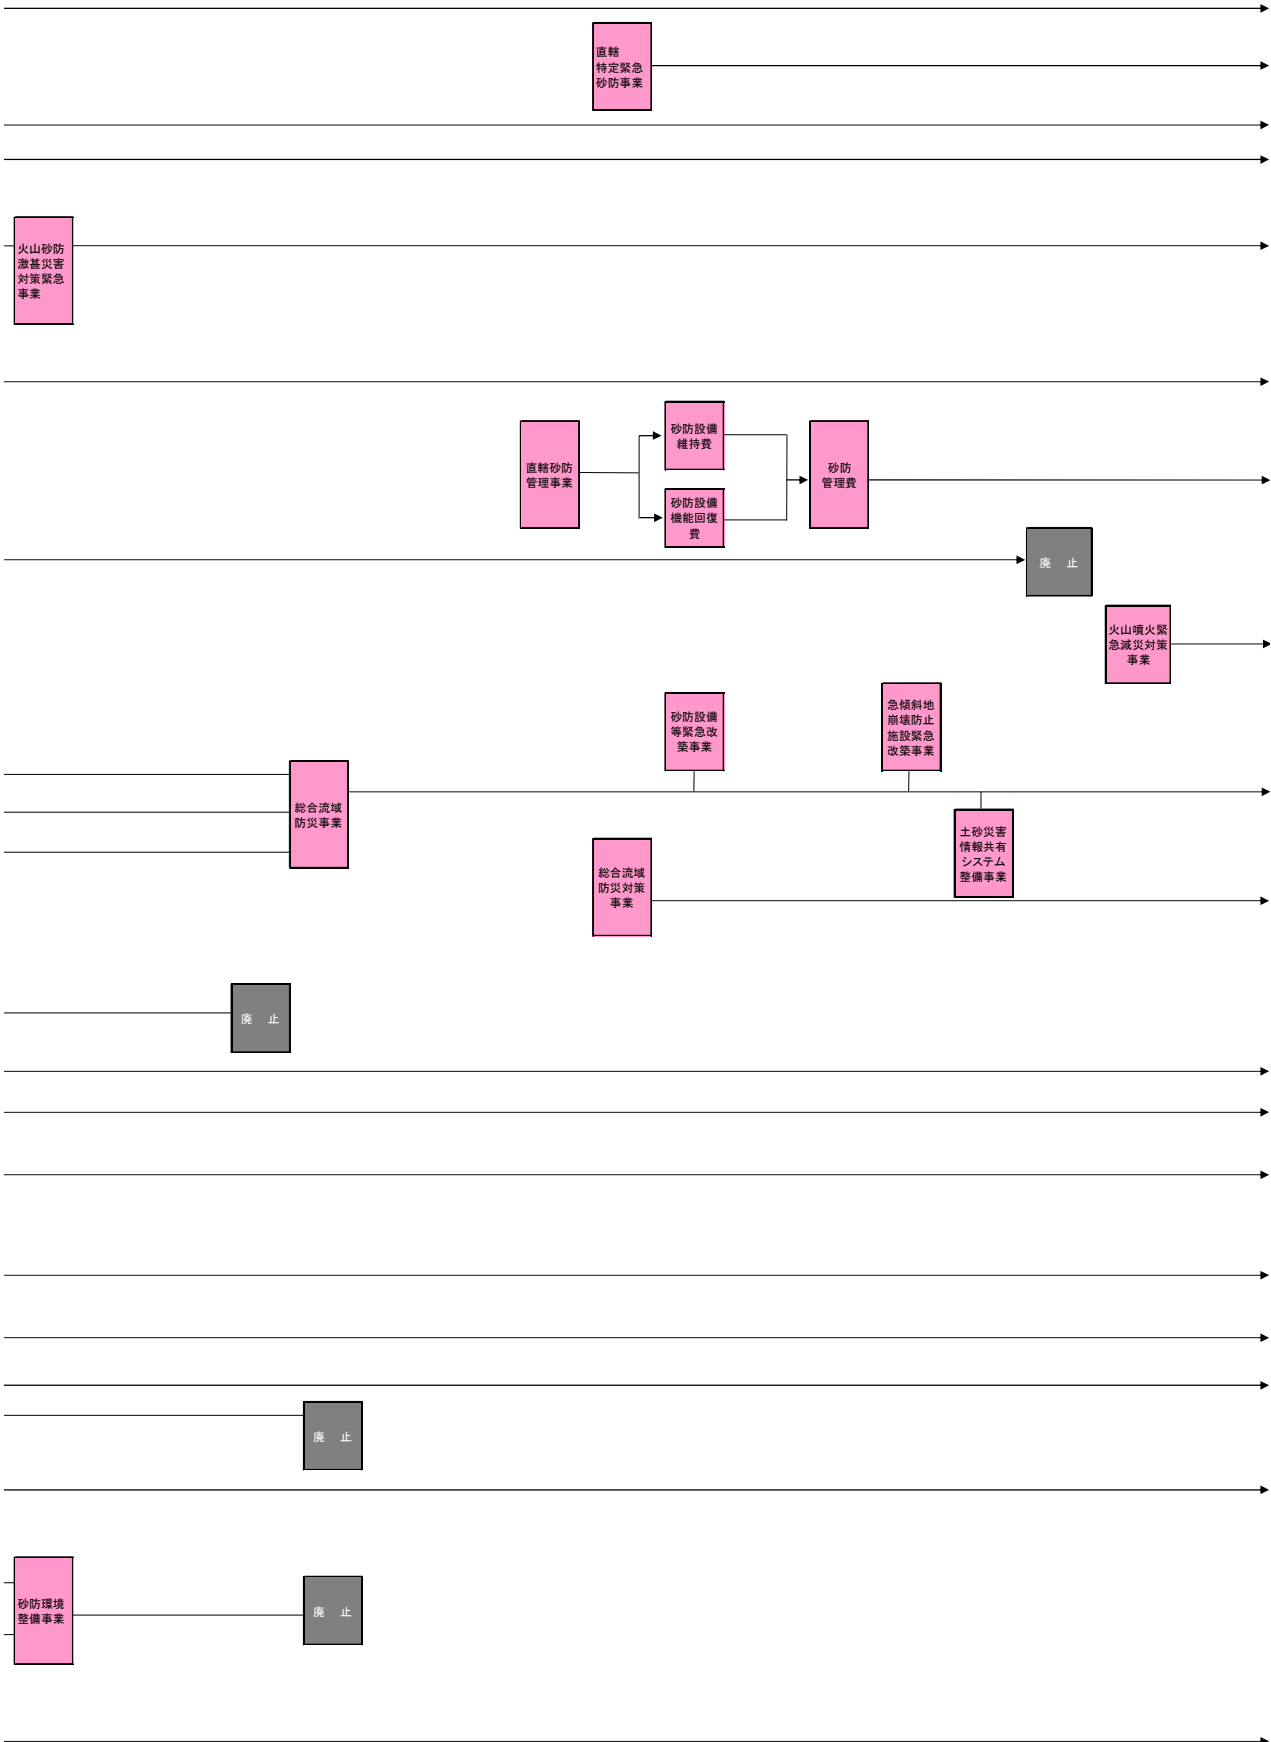 直轄
特定緊急
砂防事業
火山砂防
激甚災害
対策緊急
事業
砂防設備
維持費
直轄砂防
管理事業
砂防
管理費
砂防設備
機能回復
費
廃 止
火山噴火緊
急減災対策
事業
砂防設備
等緊急改
築事業
急傾斜地
崩壊防止
施設緊急
改築事業
総合流域
防災事業
土砂災害
情報共有
システム
整備事業
総合流域
防災対策
事業
廃 止
廃 止
砂防環境
整備事業
廃 止